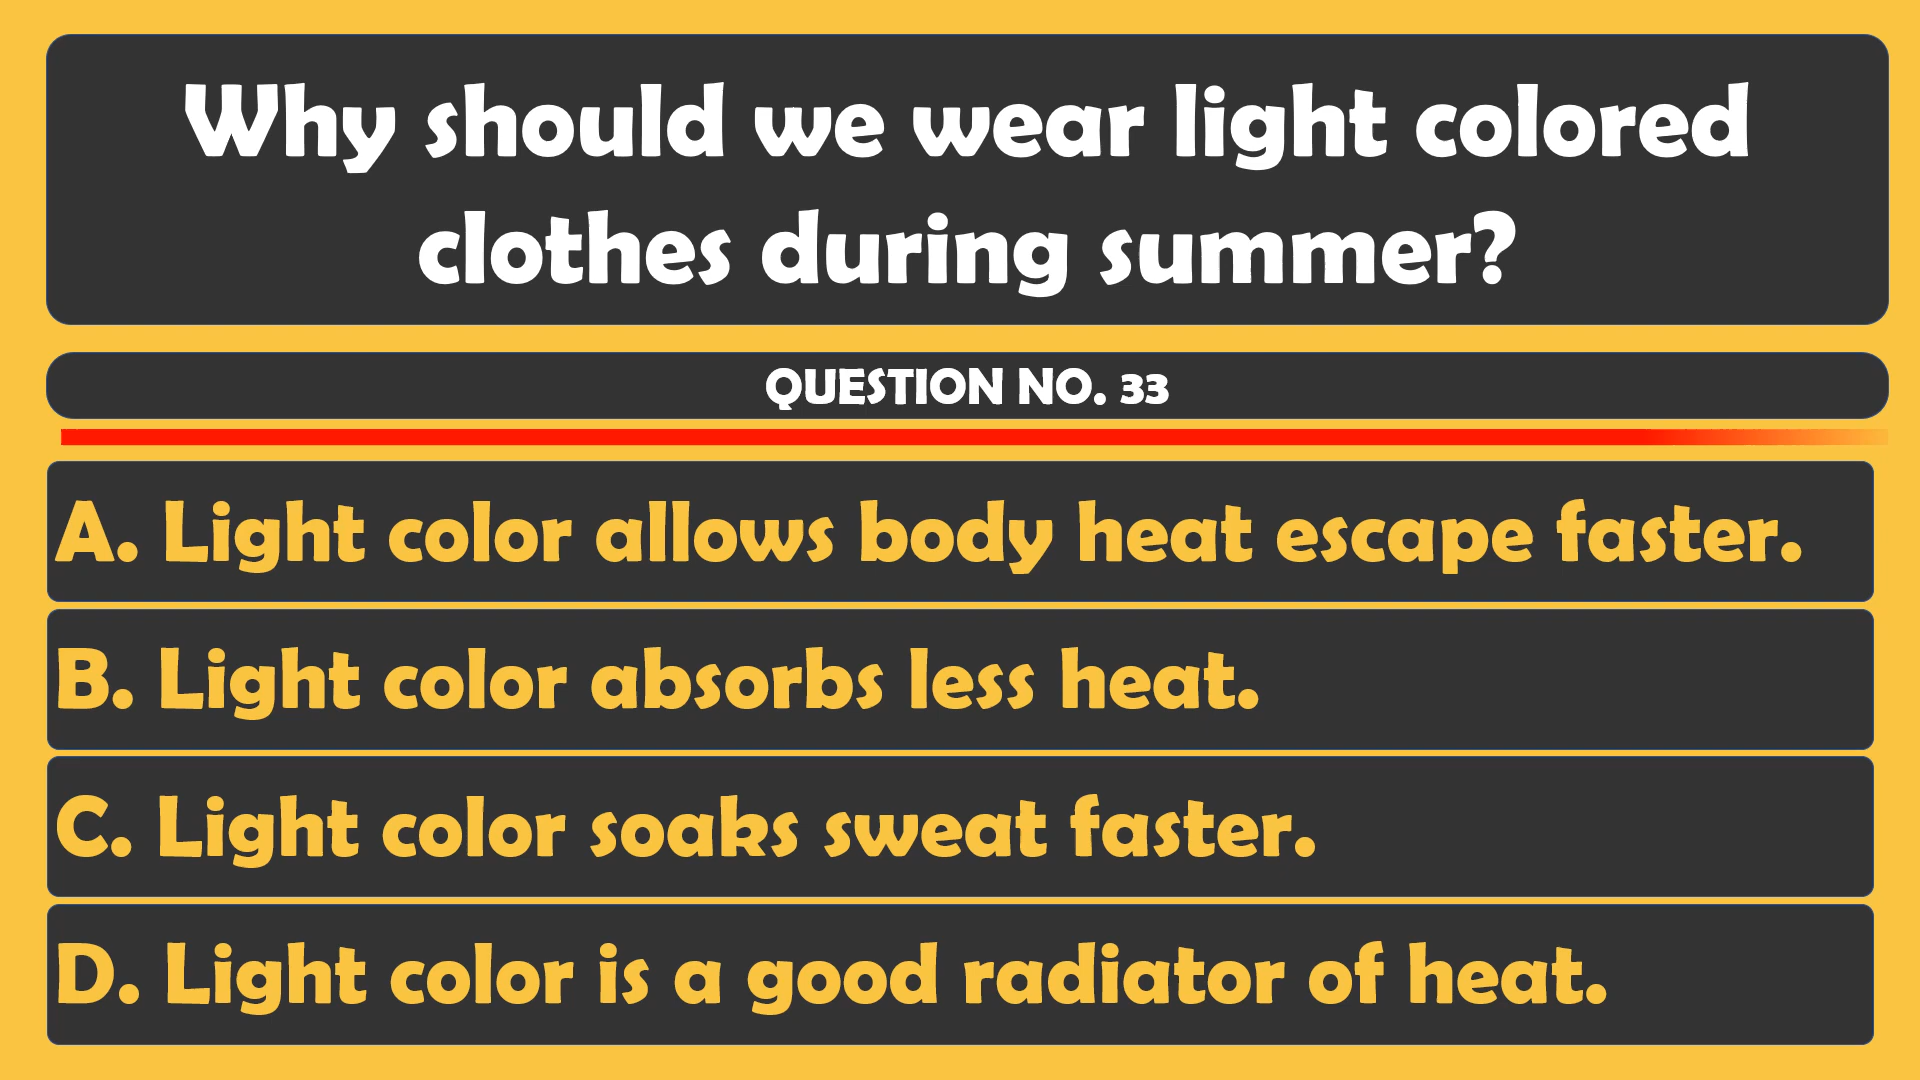 Why should we wear light colored
clothes during summer?
QUESTION NO. 33
A. Light color allows body heat escape faster.
B. Light color absorbs less heat.
C. Light color soaks sweat faster.
D. Light color is a good radiator of heat.